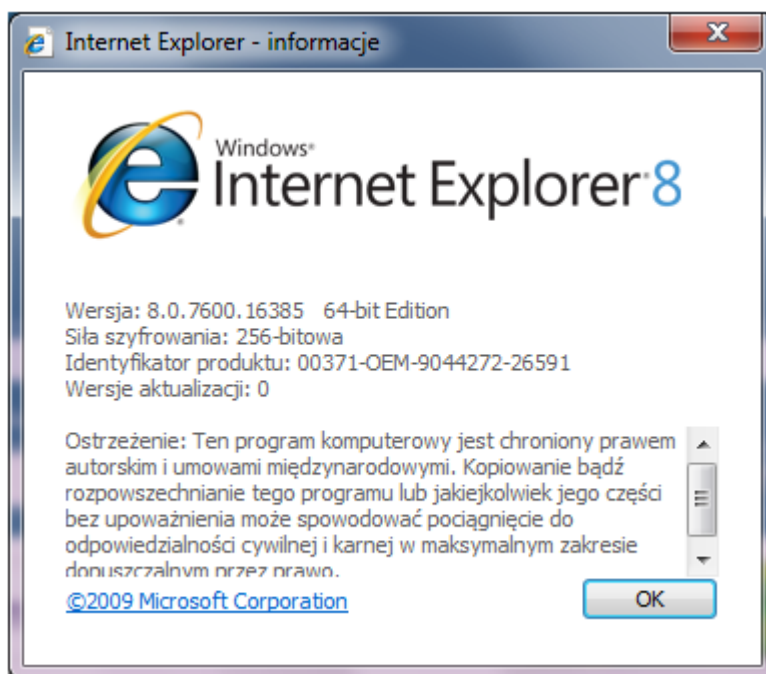 Internet Explorer - informacje
Windows®
Internet Explorer®8
Wersja: 8.0.7600.16385 64-bit Edition
Siła szyfrowania: 256-bitowa
Identyfikator produktu: 00371-OEM-9044272-26591
Wersje aktualizacji: 0
Ostrzeżenie: Ten program komputerowy jest chroniony prawem
autorskim i umowami międzynarodowymi. Kopiowanie bądź
rozpowszechnianie tego programu lub jakiejkolwiek jego części
bez upoważnienia może spowodować pociągnięcie do
odpowiedzialności cywilnej i karnej w maksymalnym zakresie
dopuszczalnym przez prawo.
©2009 Microsoft Corporation
OK